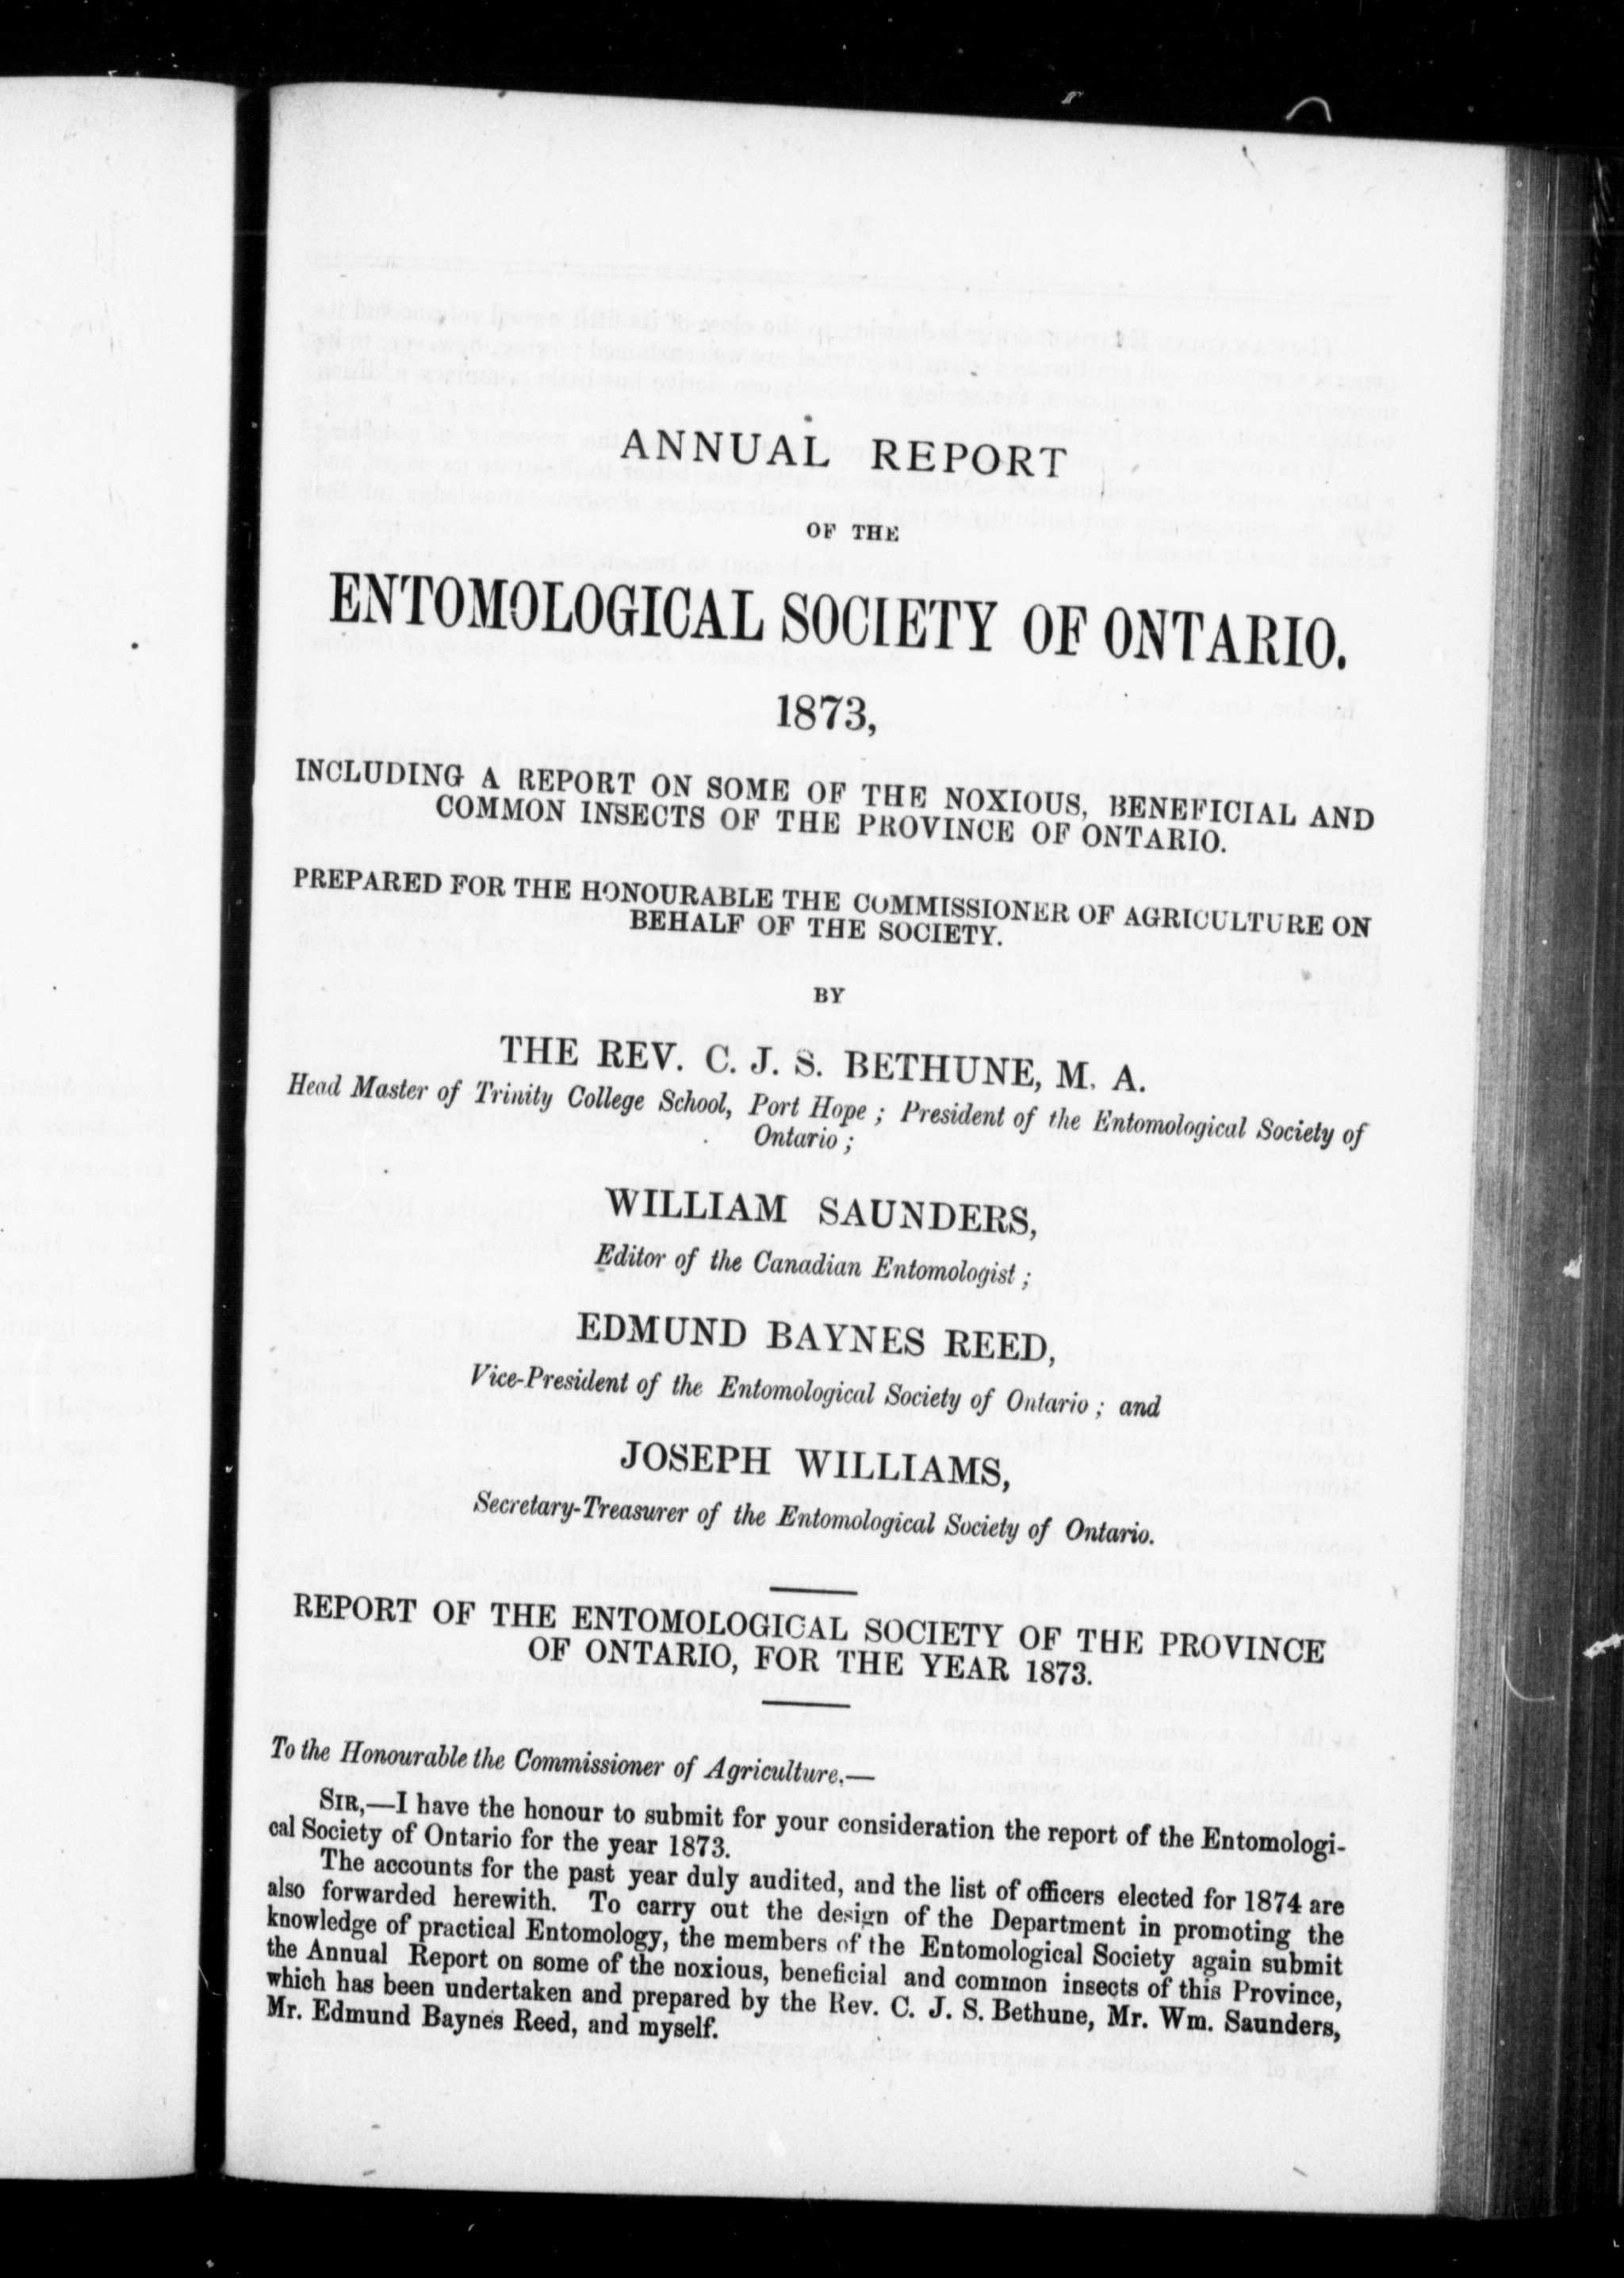 ANNUAL REPORT
OF THE
ENTOMOLOGICAL SOCIETY OF ONTARIO.
1873,
INCLUDING A REPORT ON SOME OF THE NOXIOUS, BENEFICIAL AND
COMMON INSECTS OF THE PROVINCE OF ONTARIO.
PREPARED FOR THE HONOURABLE THE COMMISSIONER OF AGRICULTURE ON
BEHALF OF THE SOCIETY.
BY
THE REV. C. J. S. BETHUNE, M. A.
Head Master of Trinity College School, Port Hope ; President of the Entomological Society of
Ontario ;
WILLIAM SAUNDERS,
Editor of the Canadian Entomologist ;
EDMUND BAYNES REED,
Vice-President of the Entomological Society of Ontario ; and
JOSEPH WILLIAMS,
Secretary-Treasurer of the Entomological Society of Ontario.
REPORT OF THE ENTOMOLOGICAL SOCIETY OF THE PROVINCE
OF ONTARIO, FOR THE YEAR 1873.
To the Honourable the Commissioner of Agriculture.—
SIR,—I have the honour to submit for your consideration the report of the Entomologi-
cal Society of Ontario for the year 1873.
The accounts for the past year duly audited, and the list of officers elected for 1874 are
also forwarded herewith. To carry out the design of the Department in promoting the
knowledge of practical Entomology, the members of the Entomological Society again submit
the Annual Report on some of the noxious, beneficial and common insects of this Province,
which has been undertaken and prepared by the Rev. C. J. S. Bethune, Mr. Wm. Saunders,
Mr. Edmund Baynes Reed, and myself.